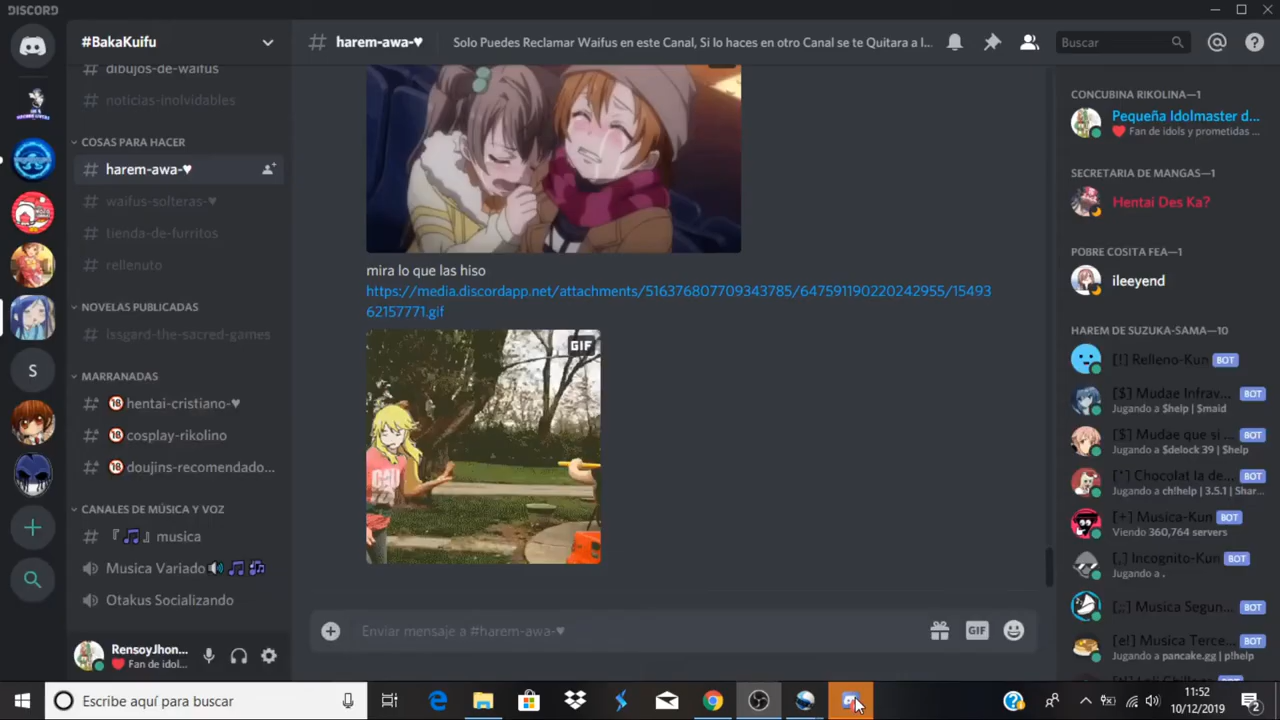 DISCORD
#BakaKuifu
dibujos-de-waifus
noticias-inolvidables
COSAS PARA HACER
harem-awa-♥
waifus-solteras-♥
tienda-de-furritos
rellenuto
NOVELAS PUBLICADAS
lssgard-the-sacred-games
MARRANADAS
🔞 hentai-cristiano-♥
🔞 cosplay-rikolino
🔞 doujins-recomendado...
CANALES DE MÚSICA Y VOZ
『🎵』musica
Musica Variado 🔊 🎵 🎶
Otakus Socializando
RensoyJhon...
❤️ Fan de idol...
# harem-awa-♥ Solo Puedes Reclamar Waifus en este Canal, Si lo haces en otro Canal se te Quitara a l...
Buscar
mira lo que las hiso
https://media.discordapp.net/attachments/516376807709343785/647591190220242955/15493
62157771.gif
GIF
Enviar mensaje a #harem-awa-♥
GIF
CONCUBINA RIKOLINA—1
Pequeña Idolmaster d...
❤️ Fan de idols y prometidas ...
SECRETARIA DE MANGAS—1
Hentai Des Ka?
POBRE COSITA FEA—1
ileeyend
HAREM DE SUZUKA-SAMA—10
[!] Relleno-Kun BOT
[$] Mudae Infrav... BOT
Jugando a $help | $maid
[$] Mudae que si ... BOT
Jugando a $delock 39 | $help
[*] Chocolat la de... BOT
Jugando a ch!help | 3.5.1 | Shar...
[+] Musica-Kun BOT
Viendo 360,764 servers
[,] Incognito-Kun BOT
Jugando a .
[;;] Musica Segun... BOT
[e!] Musica Terce... BOT
Jugando a pancake.gg | p!help
BOT
S
Escribe aquí para buscar
11:52
10/12/2019
2